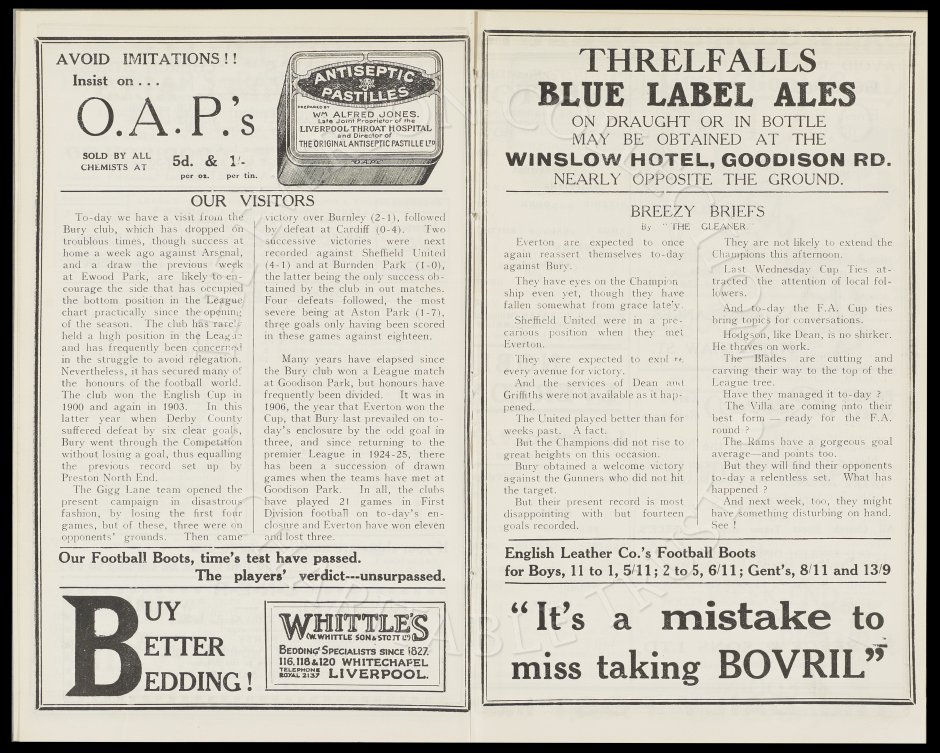 AVOID IMITATIONS!!
Insist on...
O.A.P.'s
SOLD BY ALL
CHEMISTS AT
5d. & 1/-
per oz. per tin.
ANTISEPTIC
PASTILLES
PREPARED BY
WM ALFRED JONES.
Late Joint Proprietor of the
LIVERPOOL THROAT HOSPITAL
and Director of
THE ORIGINAL ANTISEPTIC PASTILLE LTD
"O.A.P."
OUR VISITORS
To-day we have a visit from the
Bury club, which has dropped on
troublous times, though success at
home a week ago against Arsenal,
and a draw the previous week
at Ewood Park, are likely to en-
courage the side that has occupied
the bottom position in the League
chart practically since the opening
of the season. The club has rarely
held a high position in the League
and has frequently been concerned
in the struggle to avoid relegation.
Nevertheless, it has secured many of
the honours of the football world.
The club won the English Cup in
1900 and again in 1903. In this
latter year when Derby County
suffered defeat by six clear goals,
Bury went through the Competition
without losing a goal, thus equalling
the previous record set up by
Preston North End.
The Gigg Lane team opened the
present campaign in disastrous
fashion, by losing the first four
games, but of these, three were on
opponents' grounds. Then came
victory over Burnley (2-1), followed
by defeat at Cardiff (0-4). Two
successive victories were next
recorded against Sheffield United
(4-1) and at Burnden Park (1-0),
the latter being the only success ob-
tained by the club in out matches.
Four defeats followed, the most
severe being at Aston Park (1-7),
three goals only having been scored
in these games against eighteen.
Many years have elapsed since
the Bury club won a League match
at Goodison Park, but honours have
frequently been divided. It was in
1906, the year that Everton won the
Cup, that Bury last prevailed on to-
day's enclosure by the odd goal in
three, and since returning to the
premier League in 1924-25, there
has been a succession of drawn
games when the teams have met at
Goodison Park. In all, the clubs
have played 21 games in First
Division football on to-day's en-
closure and Everton have won eleven
and lost three.
Our Football Boots, time's test have passed.
The players' verdict---unsurpassed.
BUY
BETTER
BEDDING!
WHITTLE'S
(W. WHITTLE SON & STOTT LTD)
BEDDING SPECIALISTS SINCE 1827.
116, 118 & 120 WHITECHAPEL
TELEPHONE
ROYAL 2137
LIVERPOOL.
THRELFALLS
BLUE LABEL ALES
ON DRAUGHT OR IN BOTTLE
MAY BE OBTAINED AT THE
WINSLOW HOTEL, GOODISON RD.
NEARLY OPPOSITE THE GROUND.
BREEZY BRIEFS
By "THE GLEANER"
Everton are expected to once
again reassert themselves to-day
against Bury.
They have eyes on the Champion
ship even yet, though they have
fallen somewhat from grace lately.
Sheffield United were in a pre-
carious position when they met
Everton.
They were expected to explore
every avenue for victory.
And the services of Dean and
Griffiths were not available as it hap-
pened.
The United played better than for
weeks past. A fact.
But the Champions did not rise to
great heights on this occasion.
Bury obtained a welcome victory
against the Gunners who did not hit
the target.
But their present record is most
disappointing with but fourteen
goals recorded.
They are not likely to extend the
Champions this afternoon.
Last Wednesday Cup Ties at-
tracted the attention of local fol-
lowers.
And to-day the F.A. Cup ties
bring topics for conversations.
Hodgson, like Dean, is no shirker.
He thrives on work.
The Blades are cutting and
carving their way to the top of the
League tree.
Have they managed it to-day?
The Villa are coming into their
best form—ready for the F.A.
round?
The Rams have a gorgeous goal
average—and points too.
But they will find their opponents
to-day a relentless set. What has
happened?
And next week, too, they might
have something disturbing on hand.
See!
English Leather Co.'s Football Boots
for Boys, 11 to 1, 5/11; 2 to 5, 6/11; Gent's, 8/11 and 13/9
"It's a mistake to
miss taking BOVRIL"